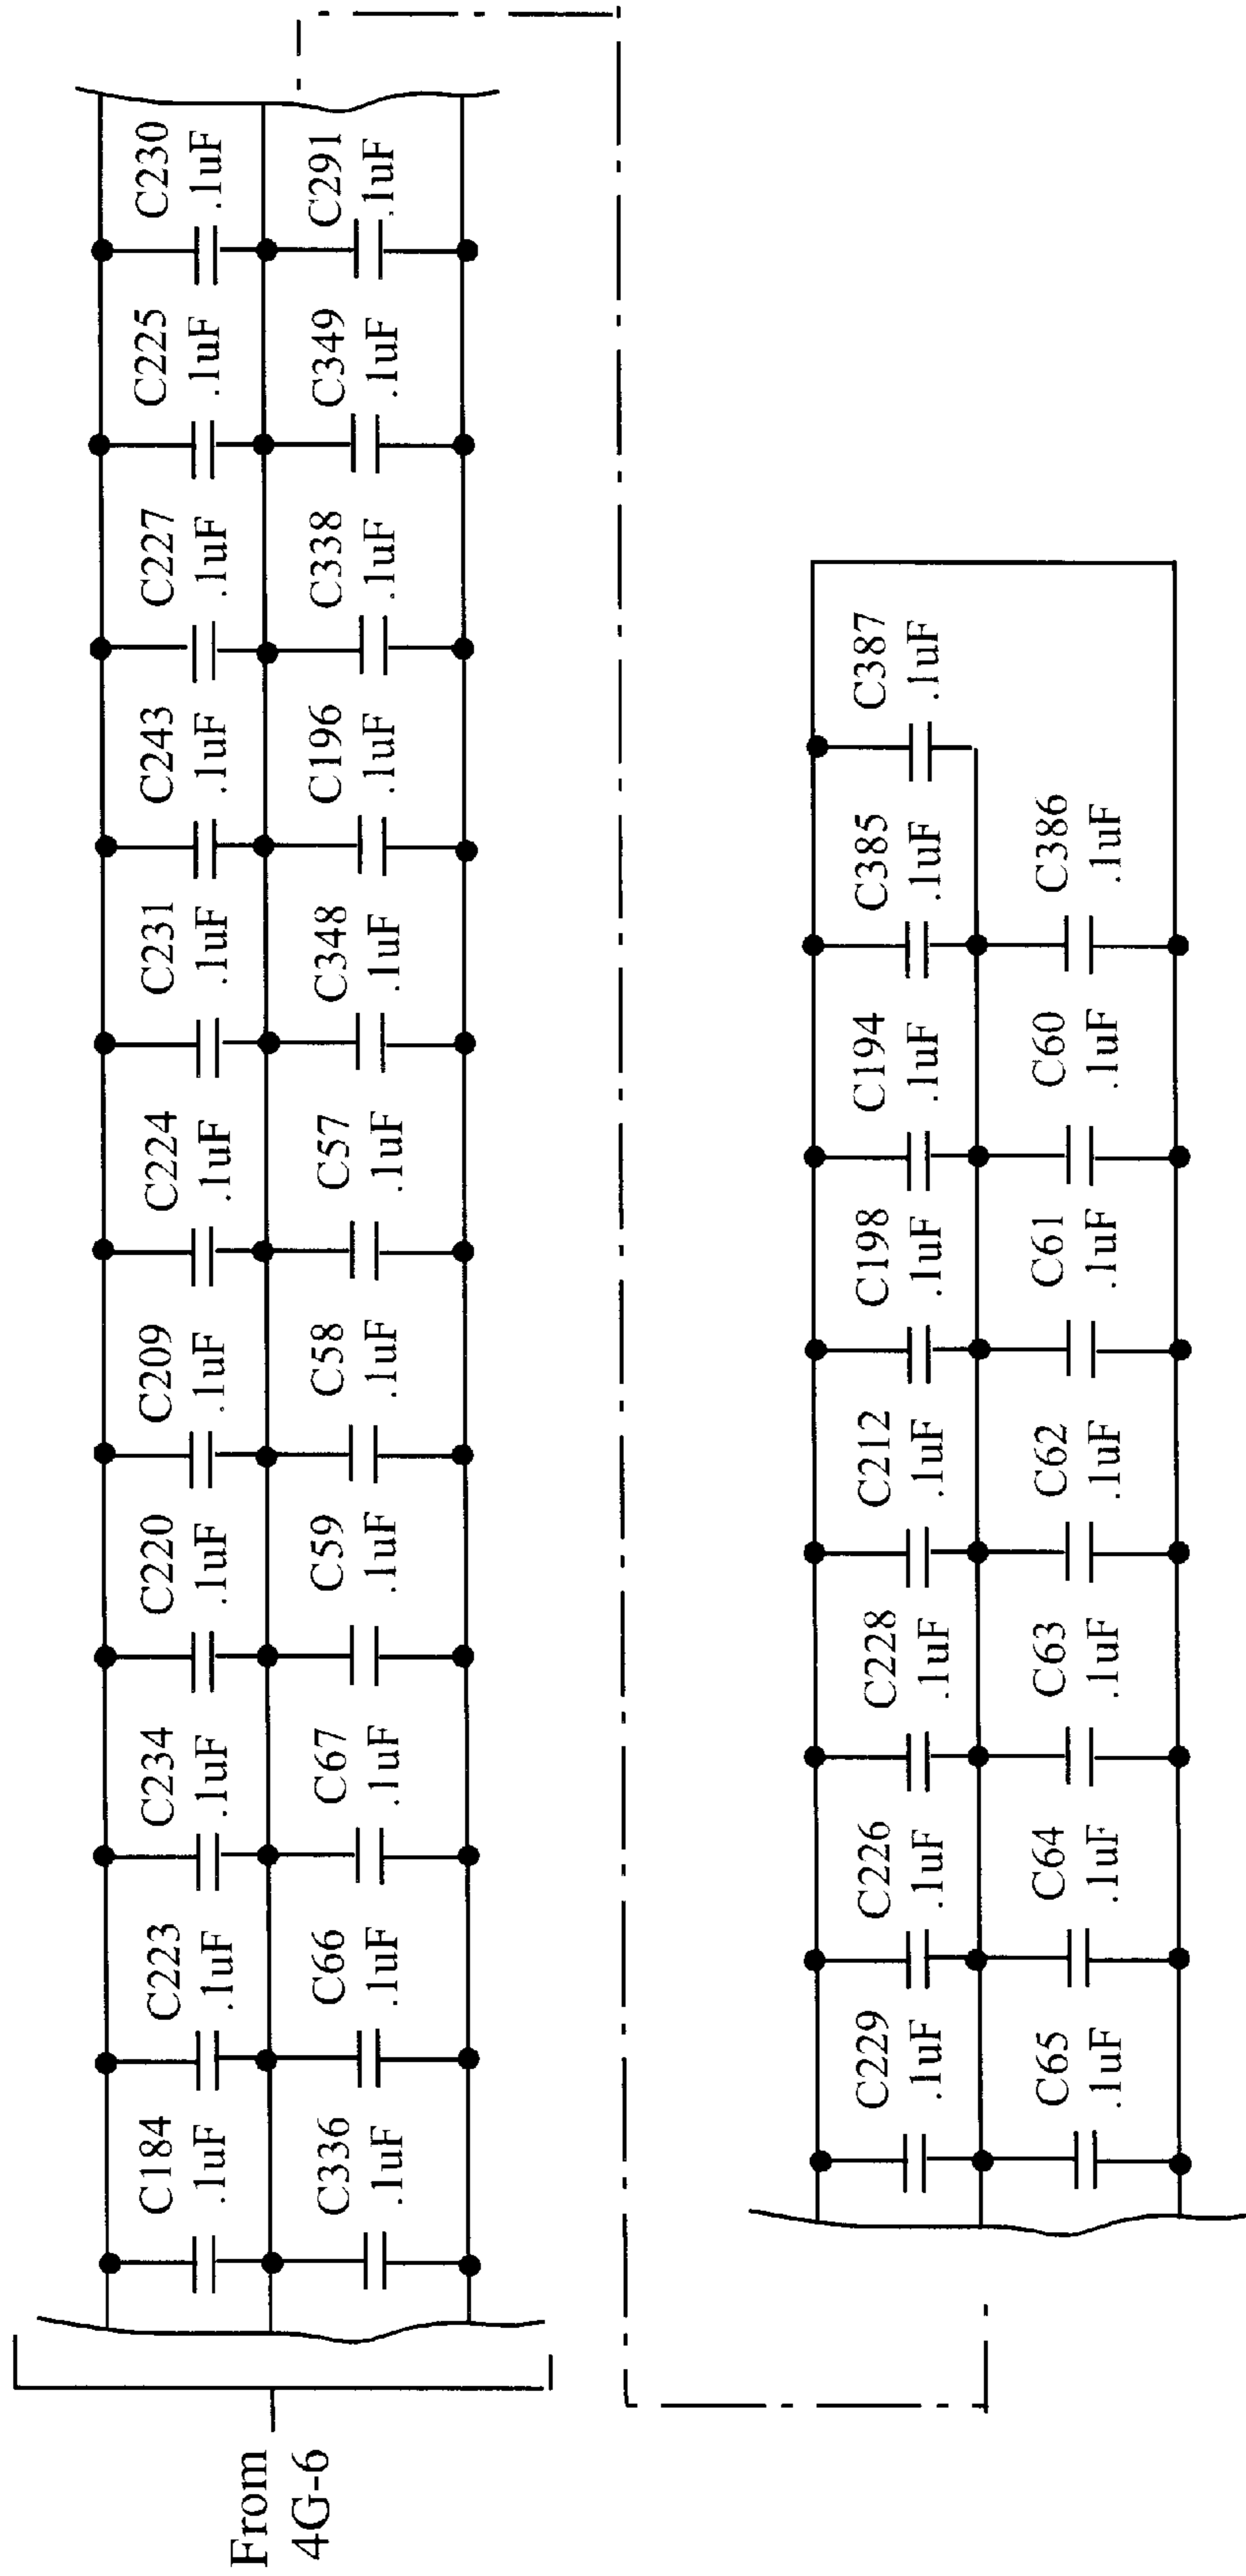 From
4G-6
C184 C223 C234 C220 C209 C224 C231 C243 C227 C225 C230
.1uF .1uF .1uF .1uF .1uF .1uF .1uF .1uF .1uF .1uF .1uF
C336 C66 C67 C59 C58 C57 C348 C196 C338 C349 C291
.1uF .1uF .1uF .1uF .1uF .1uF .1uF .1uF .1uF .1uF .1uF
C229 C226 C228 C212 C198 C194 C385 C387
.1uF .1uF .1uF .1uF .1uF .1uF .1uF .1uF
C65 C64 C63 C62 C61 C60 C386
.1uF .1uF .1uF .1uF .1uF .1uF .1uF